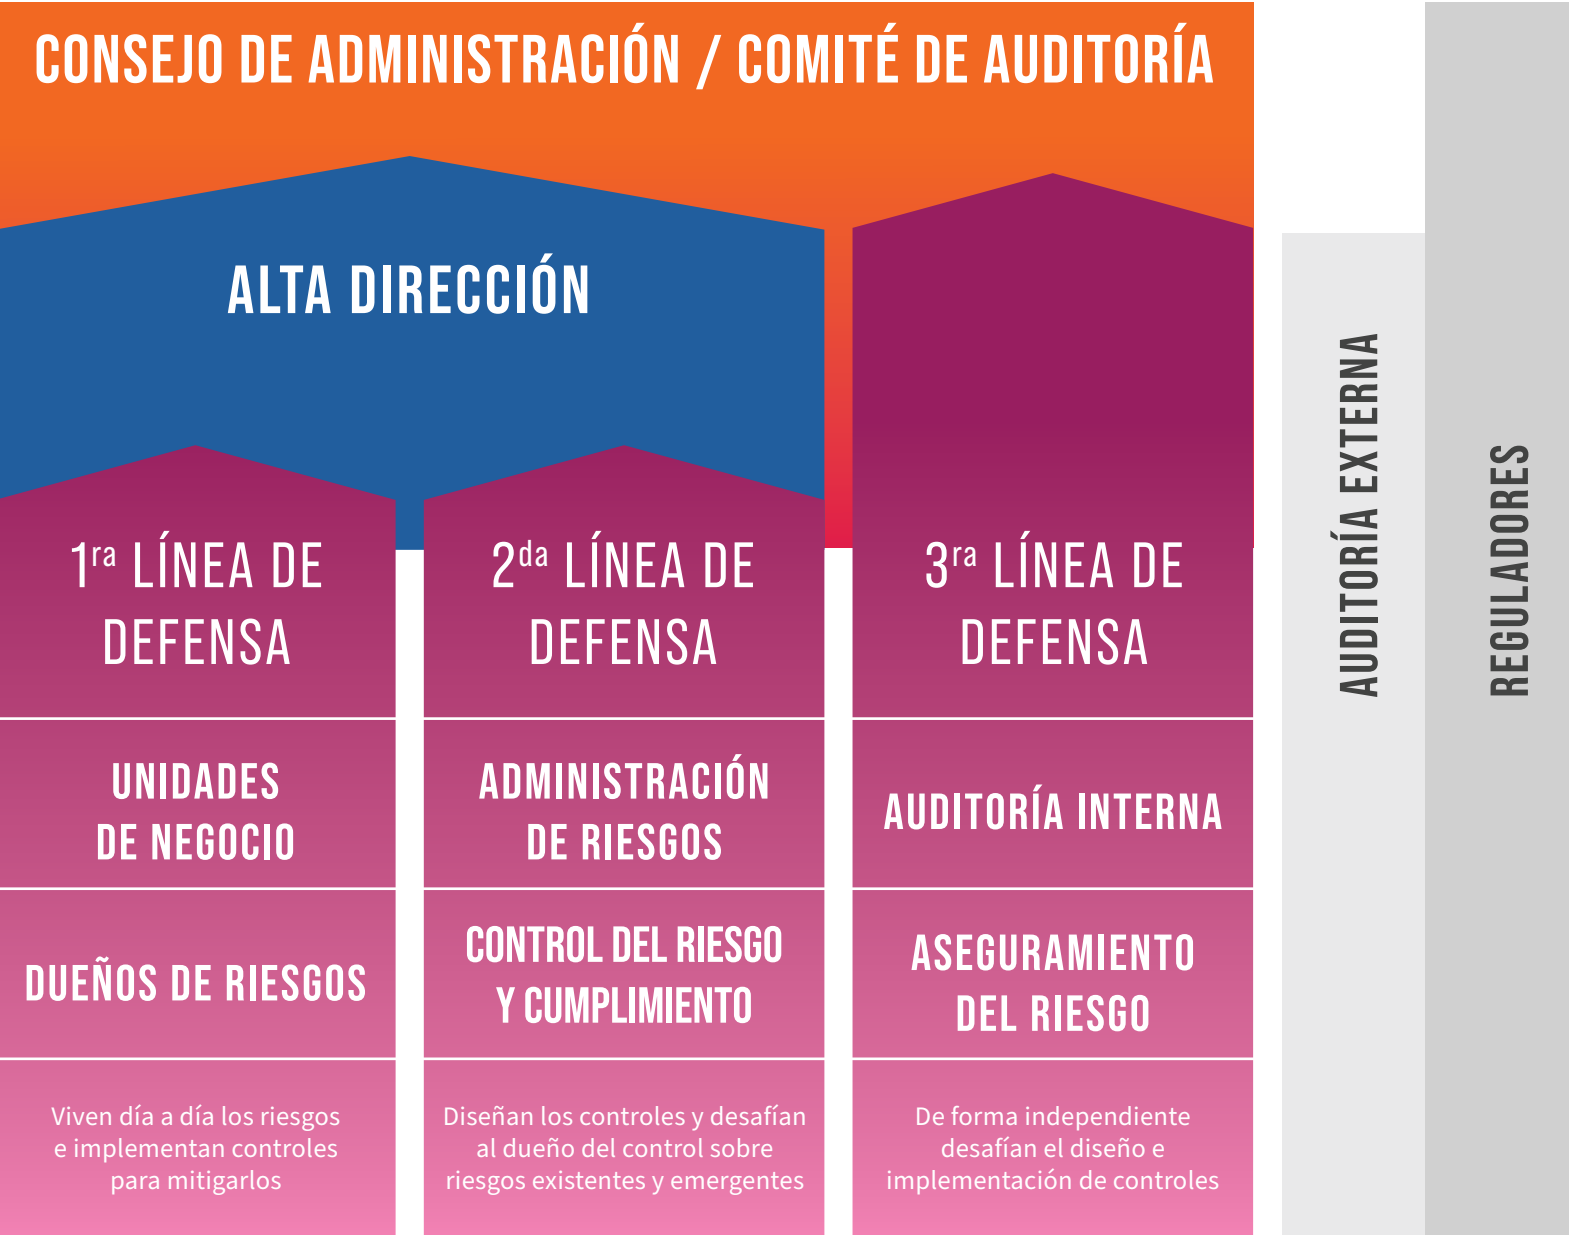 CONSEJO DE ADMINISTRACIÓN / COMITÉ DE AUDITORÍA
ALTA DIRECCIÓN
1ra LÍNEA DE
DEFENSA
UNIDADES
DE NEGOCIO
DUEÑOS DE RIESGOS
Viven día a día los riesgos
e implementan controles
para mitigarlos
2da LÍNEA DE
DEFENSA
ADMINISTRACIÓN
DE RIESGOS
CONTROL DEL RIESGO
Y CUMPLIMIENTO
Diseñan los controles y desafían
al dueño del control sobre
riesgos existentes y emergentes
3ra LÍNEA DE
DEFENSA
AUDITORÍA INTERNA
ASEGURAMIENTO
DEL RIESGO
De forma independiente
desafían el diseño e
implementación de controles
AUDITORÍA EXTERNA
REGULADORES